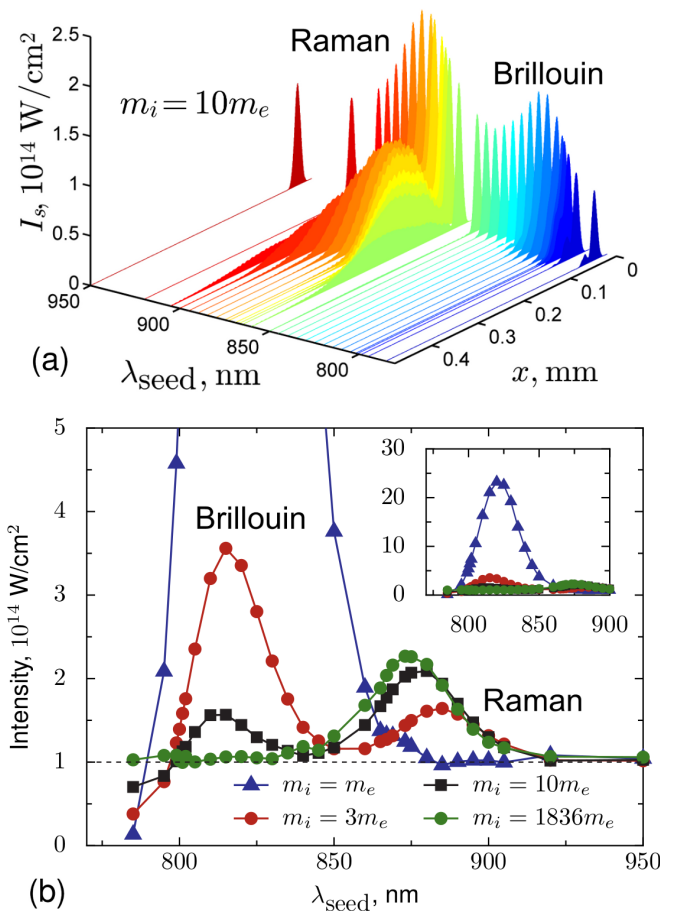 2.5
2
1.5
1
0.5
0
I_s, 10^14 W/cm^2
Raman
Brillouin
m_i = 10m_e
950
900
850
800
0
0.1
0.2
0.3
0.4
(a)
λ_seed, nm
x, mm
5
4
3
2
1
0
Intensity, 10^14 W/cm^2
Brillouin
Raman
30
20
10
0
800
850
900
m_i = m_e
m_i = 10m_e
m_i = 3m_e
m_i = 1836m_e
800
850
900
950
(b)
λ_seed, nm